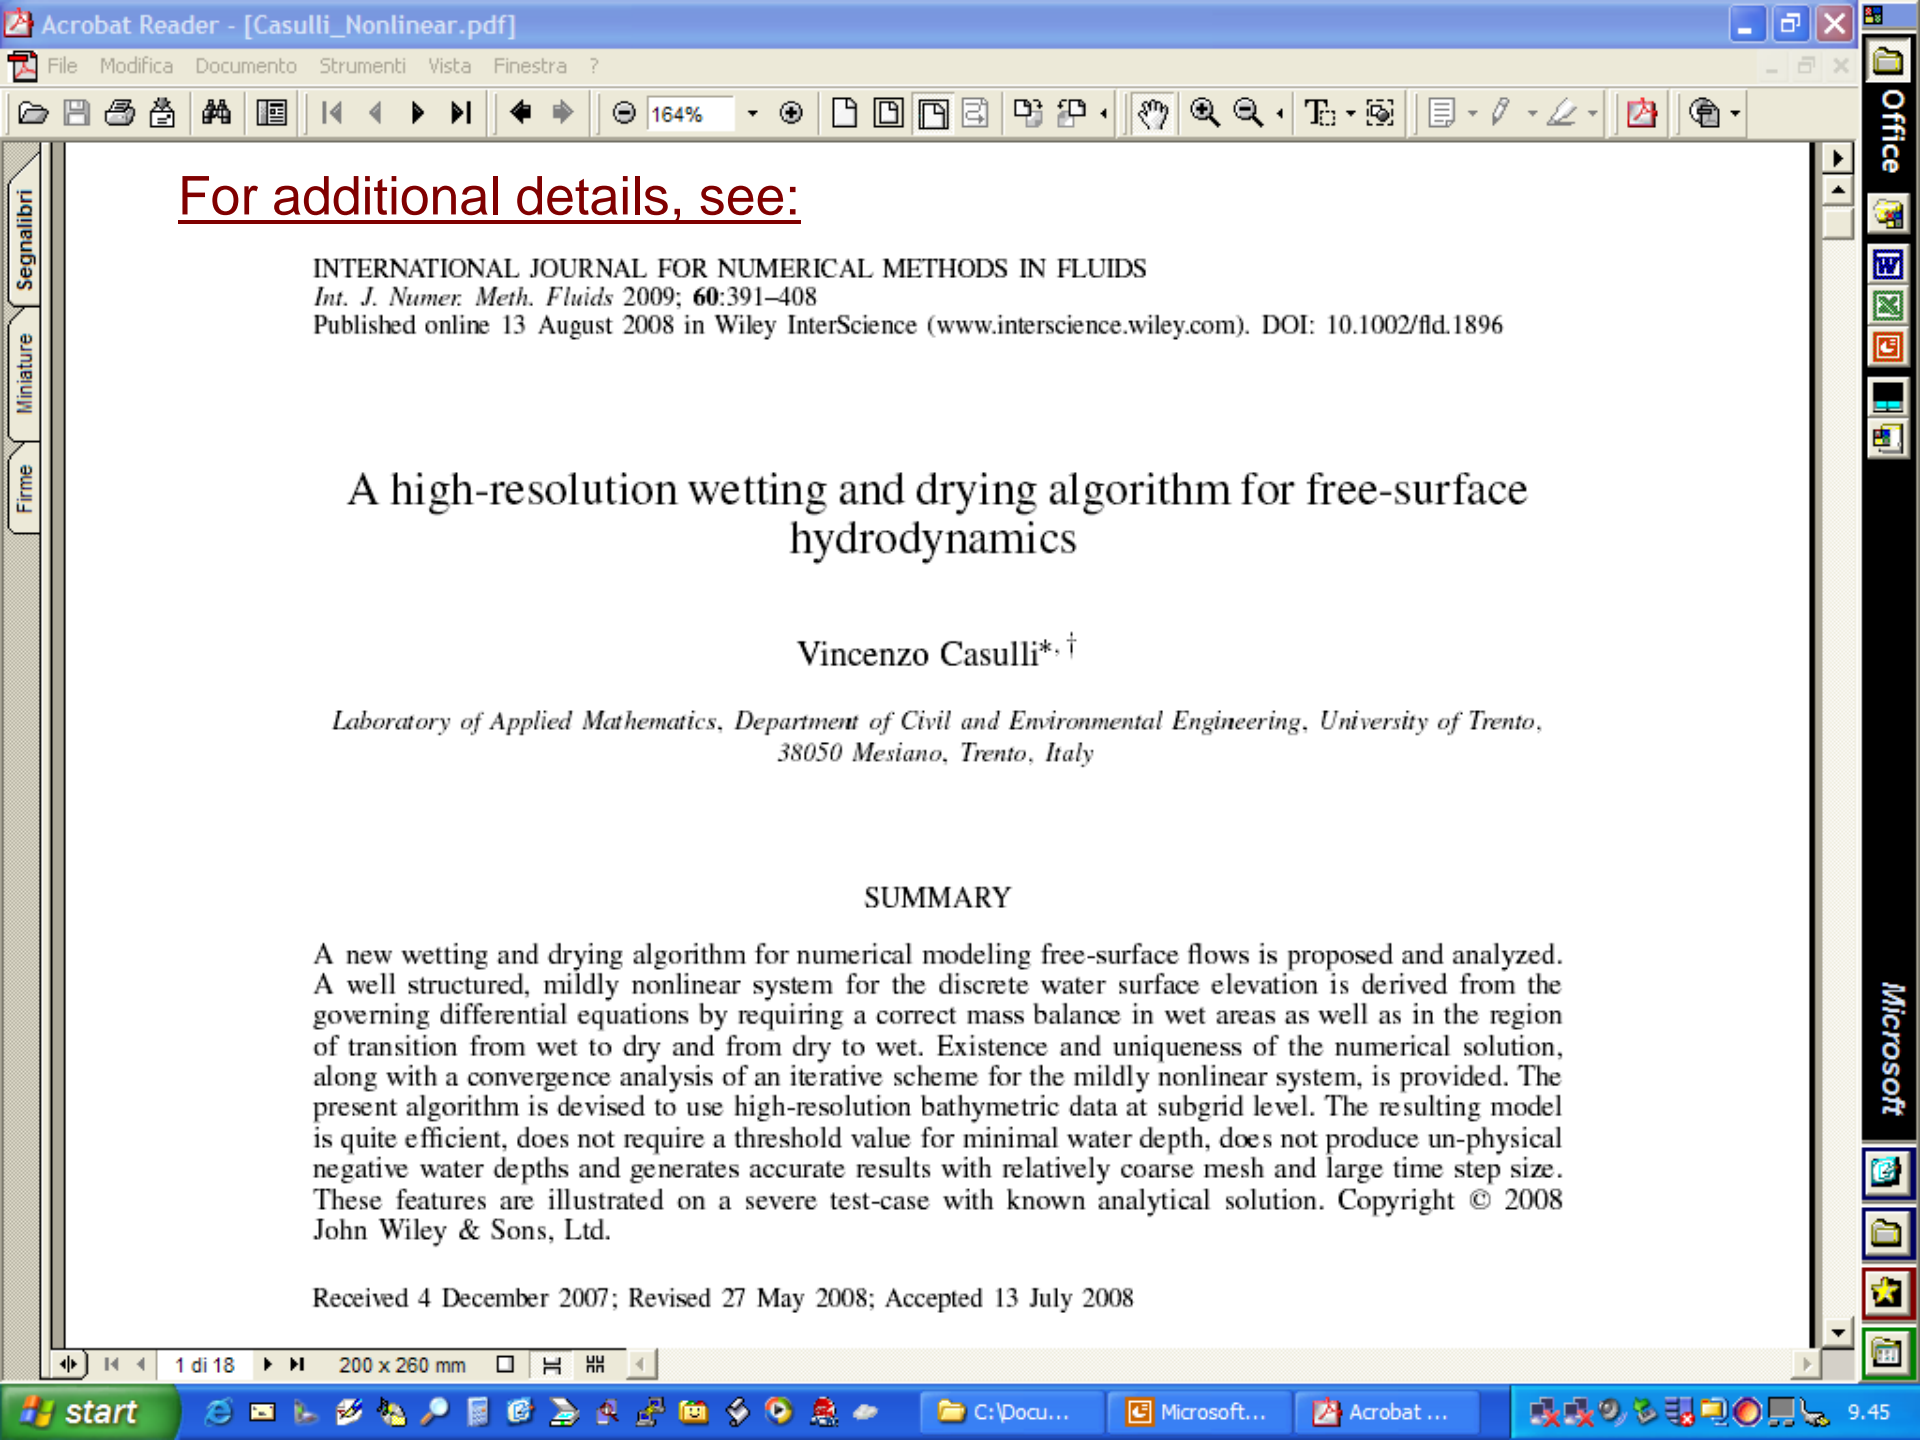 Acrobat Reader - [Casulli_Nonlinear.pdf]
File Modifica Documento Strumenti Vista Finestra ?
164%
Office
Segnalibri
Miniature
Firme
For additional details, see:
INTERNATIONAL JOURNAL FOR NUMERICAL METHODS IN FLUIDS
Int. J. Numer. Meth. Fluids 2009; 60:391–408
Published online 13 August 2008 in Wiley InterScience (www.interscience.wiley.com). DOI: 10.1002/fld.1896
A high-resolution wetting and drying algorithm for free-surface
hydrodynamics
Vincenzo Casulli*, †
Laboratory of Applied Mathematics, Department of Civil and Environmental Engineering, University of Trento,
38050 Mesiano, Trento, Italy
SUMMARY
A new wetting and drying algorithm for numerical modeling free-surface flows is proposed and analyzed.
A well structured, mildly nonlinear system for the discrete water surface elevation is derived from the
governing differential equations by requiring a correct mass balance in wet areas as well as in the region
of transition from wet to dry and from dry to wet. Existence and uniqueness of the numerical solution,
along with a convergence analysis of an iterative scheme for the mildly nonlinear system, is provided. The
present algorithm is devised to use high-resolution bathymetric data at subgrid level. The resulting model
is quite efficient, does not require a threshold value for minimal water depth, does not produce un-physical
negative water depths and generates accurate results with relatively coarse mesh and large time step size.
These features are illustrated on a severe test-case with known analytical solution. Copyright © 2008
John Wiley & Sons, Ltd.
Received 4 December 2007; Revised 27 May 2008; Accepted 13 July 2008
Microsoft
1 di 18 200 x 260 mm
start C:\Docu... Microsoft... Acrobat ... 9.45